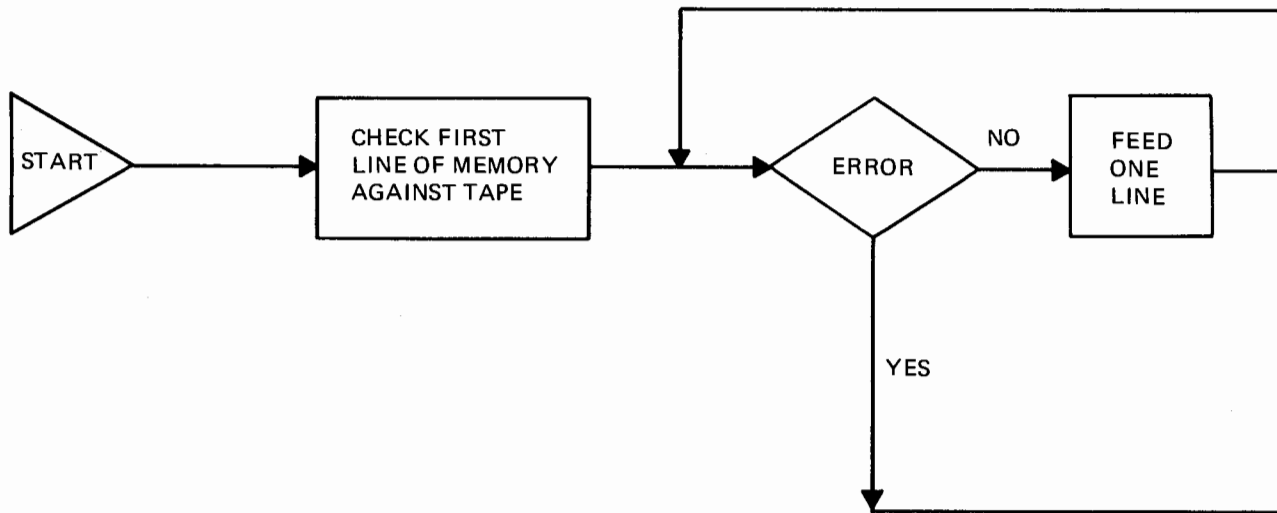 START
CHECK FIRST
LINE OF MEMORY
AGAINST TAPE
ERROR
NO
FEED
ONE
LINE
YES